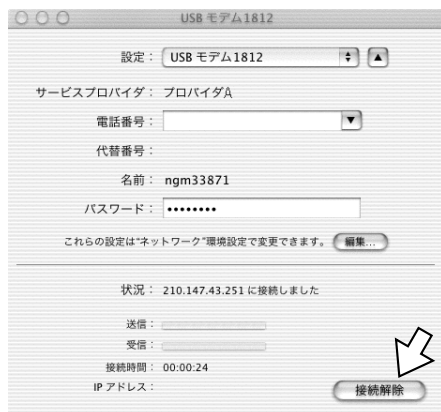 USB モデム1812
設定： USB モデム1812
サービスプロバイダ： プロバイダA
電話番号：
代替番号：
名前： ngm33871
パスワード： ••••••••
これらの設定は"ネットワーク"環境設定で変更できます。 編集...
状況： 210.147.43.251 に接続しました
送信：
受信：
接続時間： 00:00:24
IP アドレス：
接続解除